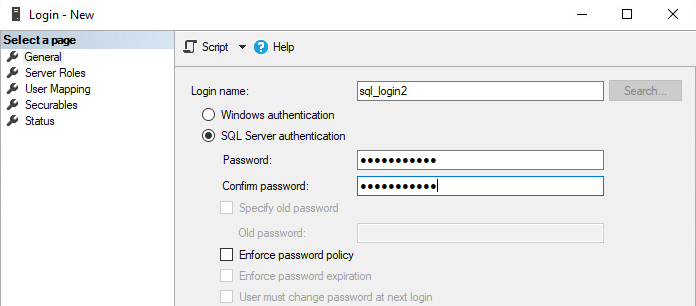 Login - New
Select a page
General
Server Roles
User Mapping
Securables
Status
Script
Help
Login name:
sql_login2
Search...
Windows authentication
SQL Server authentication
Password:
●●●●●●●●●●●
Confirm password:
●●●●●●●●●●●
Specify old password
Old password:
Enforce password policy
Enforce password expiration
User must change password at next login